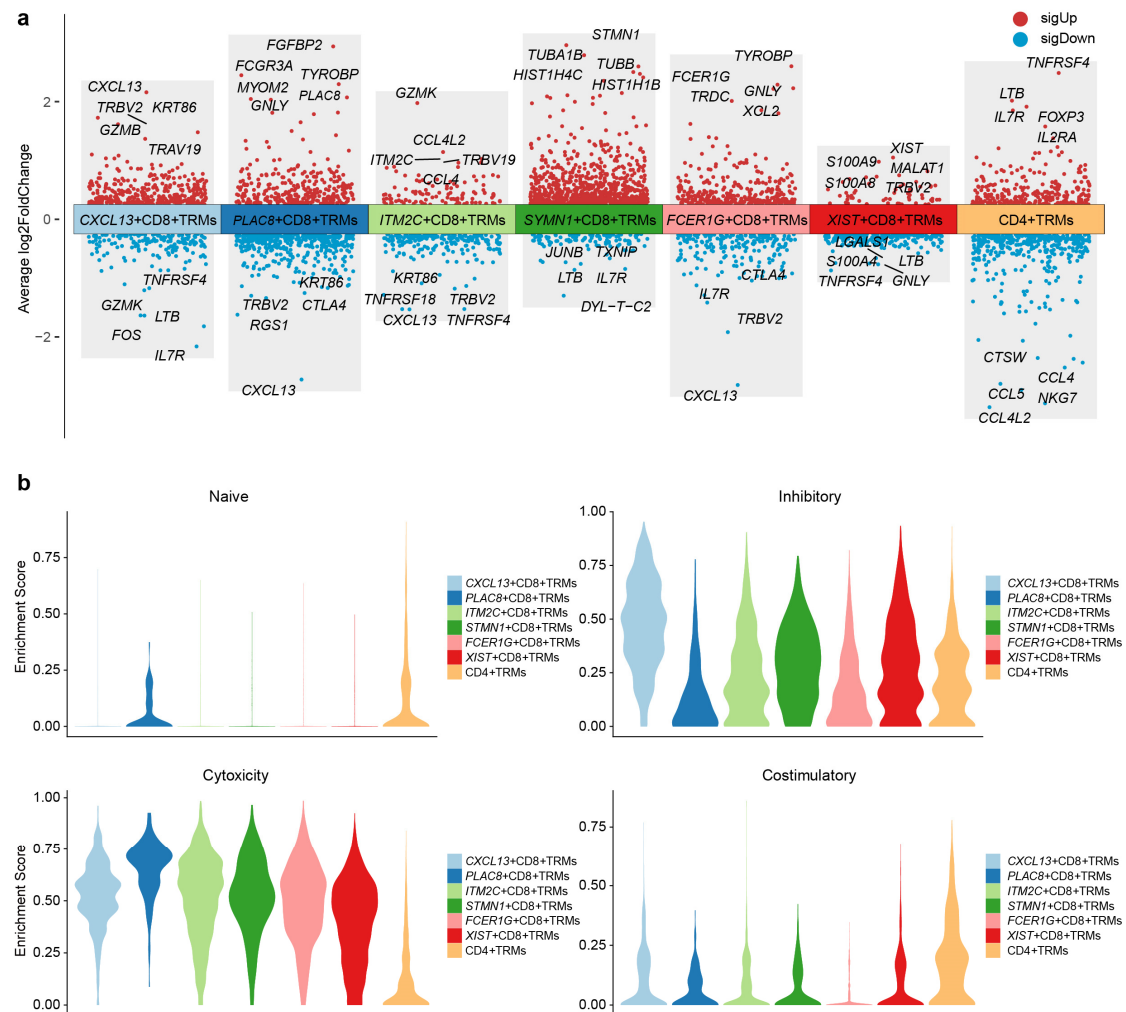 a
sigUp
sigDown
Average log2FoldChange
2
0
−2
CXCL13
TRBV2
KRT86
GZMB
TRAV19
FGFBP2
FCGR3A
TYROBP
MYOM2
PLAC8
GNLY
GZMK
CCL4L2
ITM2C
TRBV19
CCL4
STMN1
TUBA1B
TUBB
HIST1H4C
HIST1H1B
TYROBP
FCER1G
GNLY
TRDC
XCL2
XIST
S100A9
MALAT1
S100A8
TRBV2
TNFRSF4
LTB
IL7R
FOXP3
IL2RA
CXCL13+CD8+TRMs
PLAC8+CD8+TRMs
ITM2C+CD8+TRMs
SYMN1+CD8+TRMs
FCER1G+CD8+TRMs
XIST+CD8+TRMs
CD4+TRMs
TNFRSF4
GZMK
LTB
FOS
IL7R
KRT86
TRBV2
CTLA4
RGS1
CXCL13
KRT86
TNFRSF18
TRBV2
CXCL13
TNFRSF4
JUNB
TXNIP
LTB
IL7R
DYL−T−C2
CTLA4
IL7R
TRBV2
CXCL13
LGALS1
S100A4
LTB
TNFRSF4
GNLY
CTSW
CCL4
CCL5
NKG7
CCL4L2
b
Naive
Enrichment Score
0.75
0.50
0.25
0.00
CXCL13+CD8+TRMs
PLAC8+CD8+TRMs
ITM2C+CD8+TRMs
STMN1+CD8+TRMs
FCER1G+CD8+TRMs
XIST+CD8+TRMs
CD4+TRMs
Inhibitory
1.00
0.75
0.50
0.25
0.00
CXCL13+CD8+TRMs
PLAC8+CD8+TRMs
ITM2C+CD8+TRMs
STMN1+CD8+TRMs
FCER1G+CD8+TRMs
XIST+CD8+TRMs
CD4+TRMs
Cytoxicity
Enrichment Score
1.00
0.75
0.50
0.25
0.00
CXCL13+CD8+TRMs
PLAC8+CD8+TRMs
ITM2C+CD8+TRMs
STMN1+CD8+TRMs
FCER1G+CD8+TRMs
XIST+CD8+TRMs
CD4+TRMs
Costimulatory
0.75
0.50
0.25
0.00
CXCL13+CD8+TRMs
PLAC8+CD8+TRMs
ITM2C+CD8+TRMs
STMN1+CD8+TRMs
FCER1G+CD8+TRMs
XIST+CD8+TRMs
CD4+TRMs